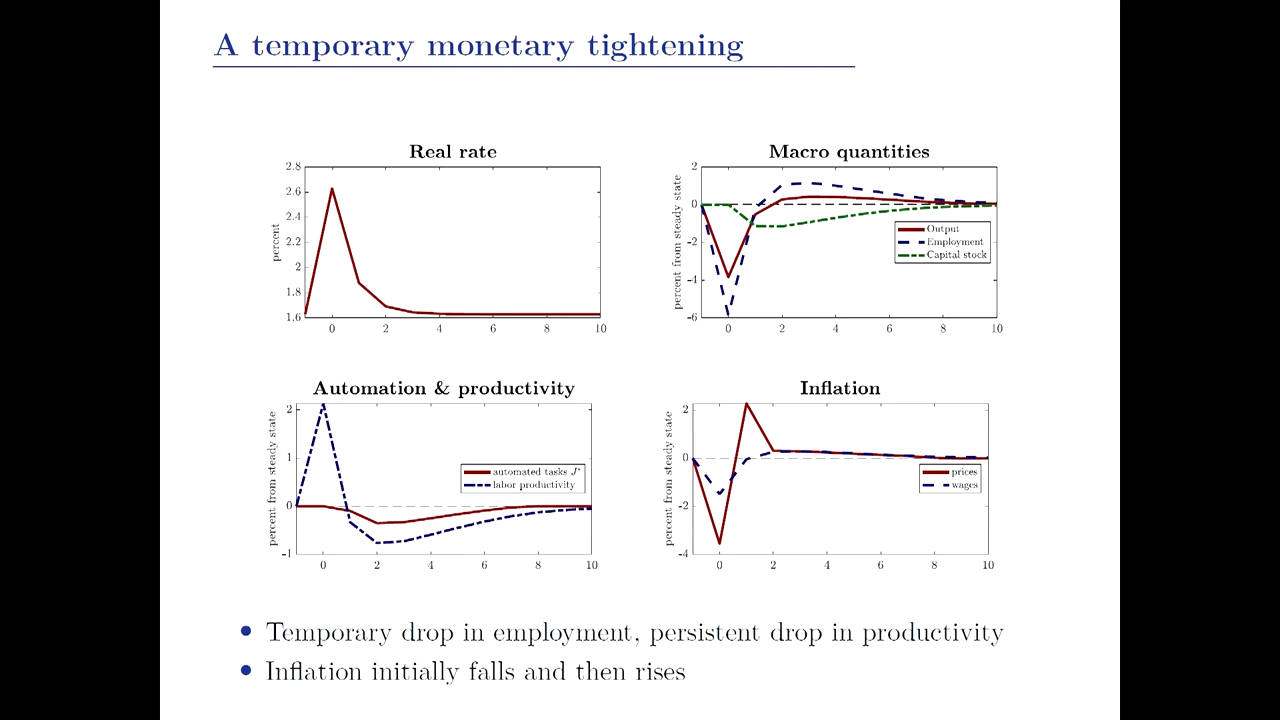 A temporary monetary tightening
Real rate
percent
2.8
2.6
2.4
2.2
2
1.8
1.6
0 2 4 6 8 10
Macro quantities
percent from steady state
2
0
-2
-4
-6
Output
Employment
Capital stock
0 2 4 6 8 10
Automation & productivity
percent from steady state
2
1
0
-1
automated tasks J*
labor productivity
0 2 4 6 8 10
Inflation
percent from steady state
2
0
-2
-4
prices
wages
0 2 4 6 8 10
• Temporary drop in employment, persistent drop in productivity
• Inflation initially falls and then rises